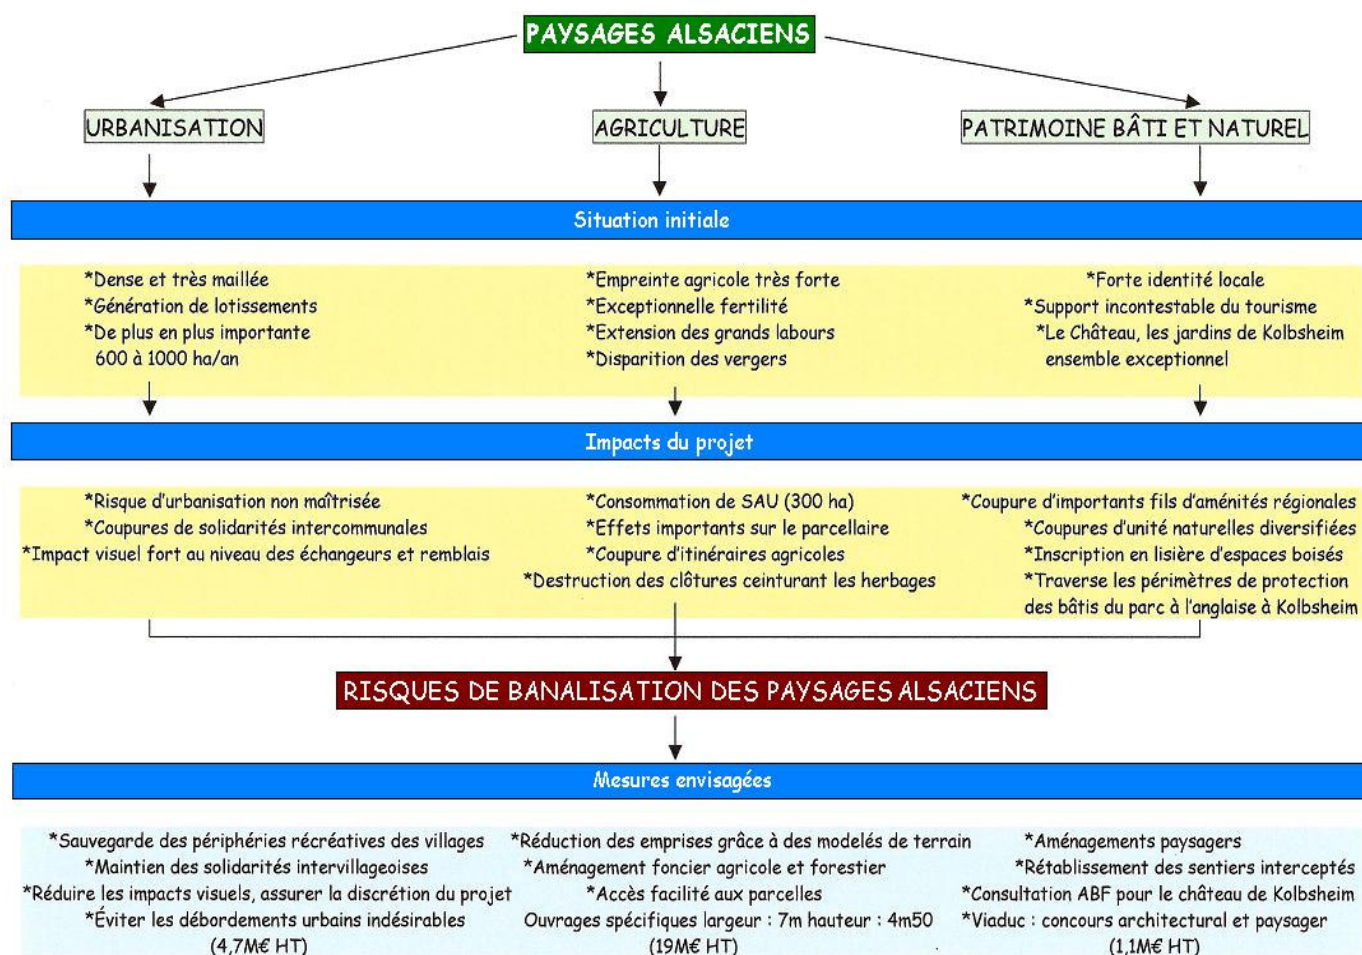 PAYSAGES ALSACIENS
URBANISATION
AGRICULTURE
PATRIMOINE BÂTI ET NATUREL
Situation initiale
*Dense et très maillée
*Génération de lotissements
*De plus en plus importante
600 à 1000 ha/an
*Empreinte agricole très forte
*Exceptionnelle fertilité
*Extension des grands labours
*Disparition des vergers
*Forte identité locale
*Support incontestable du tourisme
*Le Château, les jardins de Kolbsheim
ensemble exceptionnel
Impacts du projet
*Risque d'urbanisation non maîtrisée
*Coupures de solidarités intercommunales
*Impact visuel fort au niveau des échangeurs et remblais
*Consommation de SAU (300 ha)
*Effets importants sur le parcellaire
*Coupure d'itinéraires agricoles
*Destruction des clôtures ceinturant les herbages
*Coupure d'importants fils d'aménités régionales
*Coupures d'unité naturelles diversifiées
*Inscription en lisière d'espaces boisés
*Traverse les périmètres de protection
des bâtis du parc à l'anglaise à Kolbsheim
RISQUES DE BANALISATION DES PAYSAGES ALSACIENS
Mesures envisagées
*Sauvegarde des périphéries récréatives des villages
*Maintien des solidarités intervillageoises
*Réduire les impacts visuels, assurer la discrétion du projet
*Éviter les débordements urbains indésirables
(4,7M€ HT)
*Réduction des emprises grâce à des modelés de terrain
*Aménagement foncier agricole et forestier
*Accès facilité aux parcelles
Ouvrages spécifiques largeur : 7m hauteur : 4m50
(19M€ HT)
*Aménagements paysagers
*Rétablissement des sentiers interceptés
*Consultation ABF pour le château de Kolbsheim
*Viaduc : concours architectural et paysager
(1,1M€ HT)